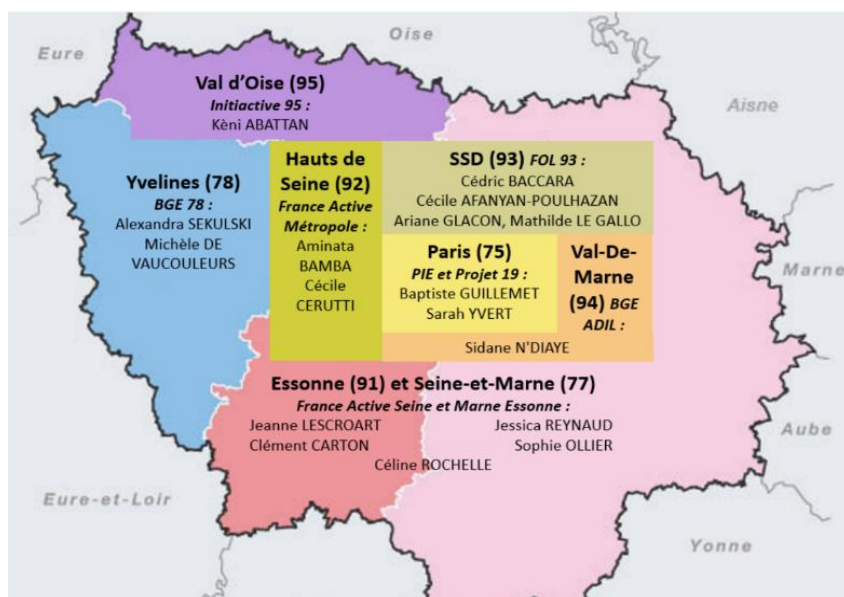 Eure
Oise
Aisne
Val d'Oise (95)
Initiactive 95 :
Kèni ABATTAN
Yvelines (78)
BGE 78 :
Alexandra SEKULSKI
Michèle DE
VAUCOULEURS
Hauts de
Seine (92)
France Active
Métropole :
Aminata
BAMBA
Cécile
CERUTTI
SSD (93) FOL 93 :
Cédric BACCARA
Cécile AFANYAN-POULHAZAN
Ariane GLACON, Mathilde LE GALLO
Paris (75)
PIE et Projet 19 :
Baptiste GUILLEMET
Sarah YVERT
Val-De-
Marne
(94) BGE
ADIL :
Sidane N'DIAYE
Marne
Essonne (91) et Seine-et-Marne (77)
France Active Seine et Marne Essonne :
Jeanne LESCROART
Jessica REYNAUD
Clément CARTON
Sophie OLLIER
Céline ROCHELLE
Aube
Eure-et-Loir
Yonne